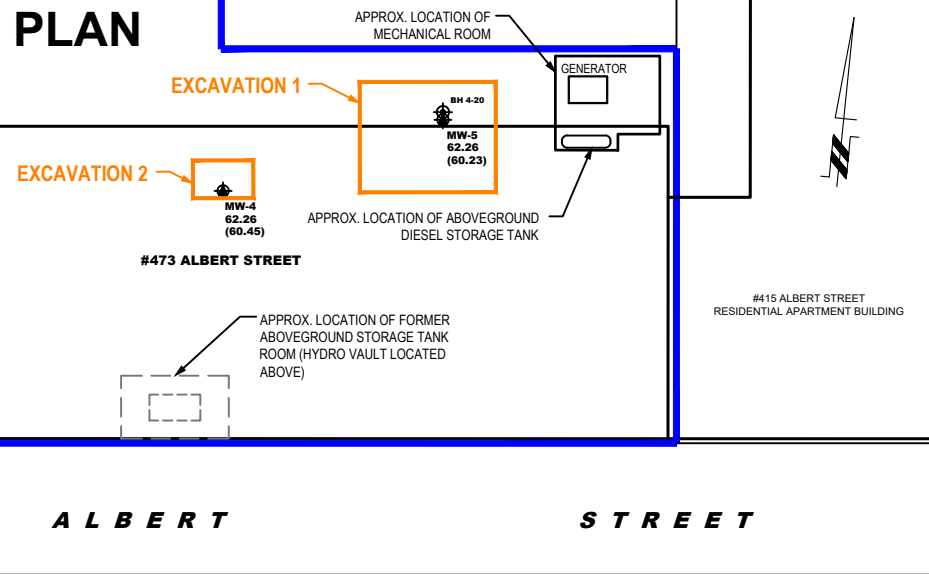 PLAN
APPROX. LOCATION OF
MECHANICAL ROOM
GENERATOR
EXCAVATION 1
BH 4-20
MW-5
62.26
(60.23)
EXCAVATION 2
MW-4
62.26
(60.45)
APPROX. LOCATION OF ABOVEGROUND
DIESEL STORAGE TANK
#473 ALBERT STREET
#415 ALBERT STREET
RESIDENTIAL APARTMENT BUILDING
APPROX. LOCATION OF FORMER
ABOVEGROUND STORAGE TANK
ROOM (HYDRO VAULT LOCATED
ABOVE)
ALBERT STREET